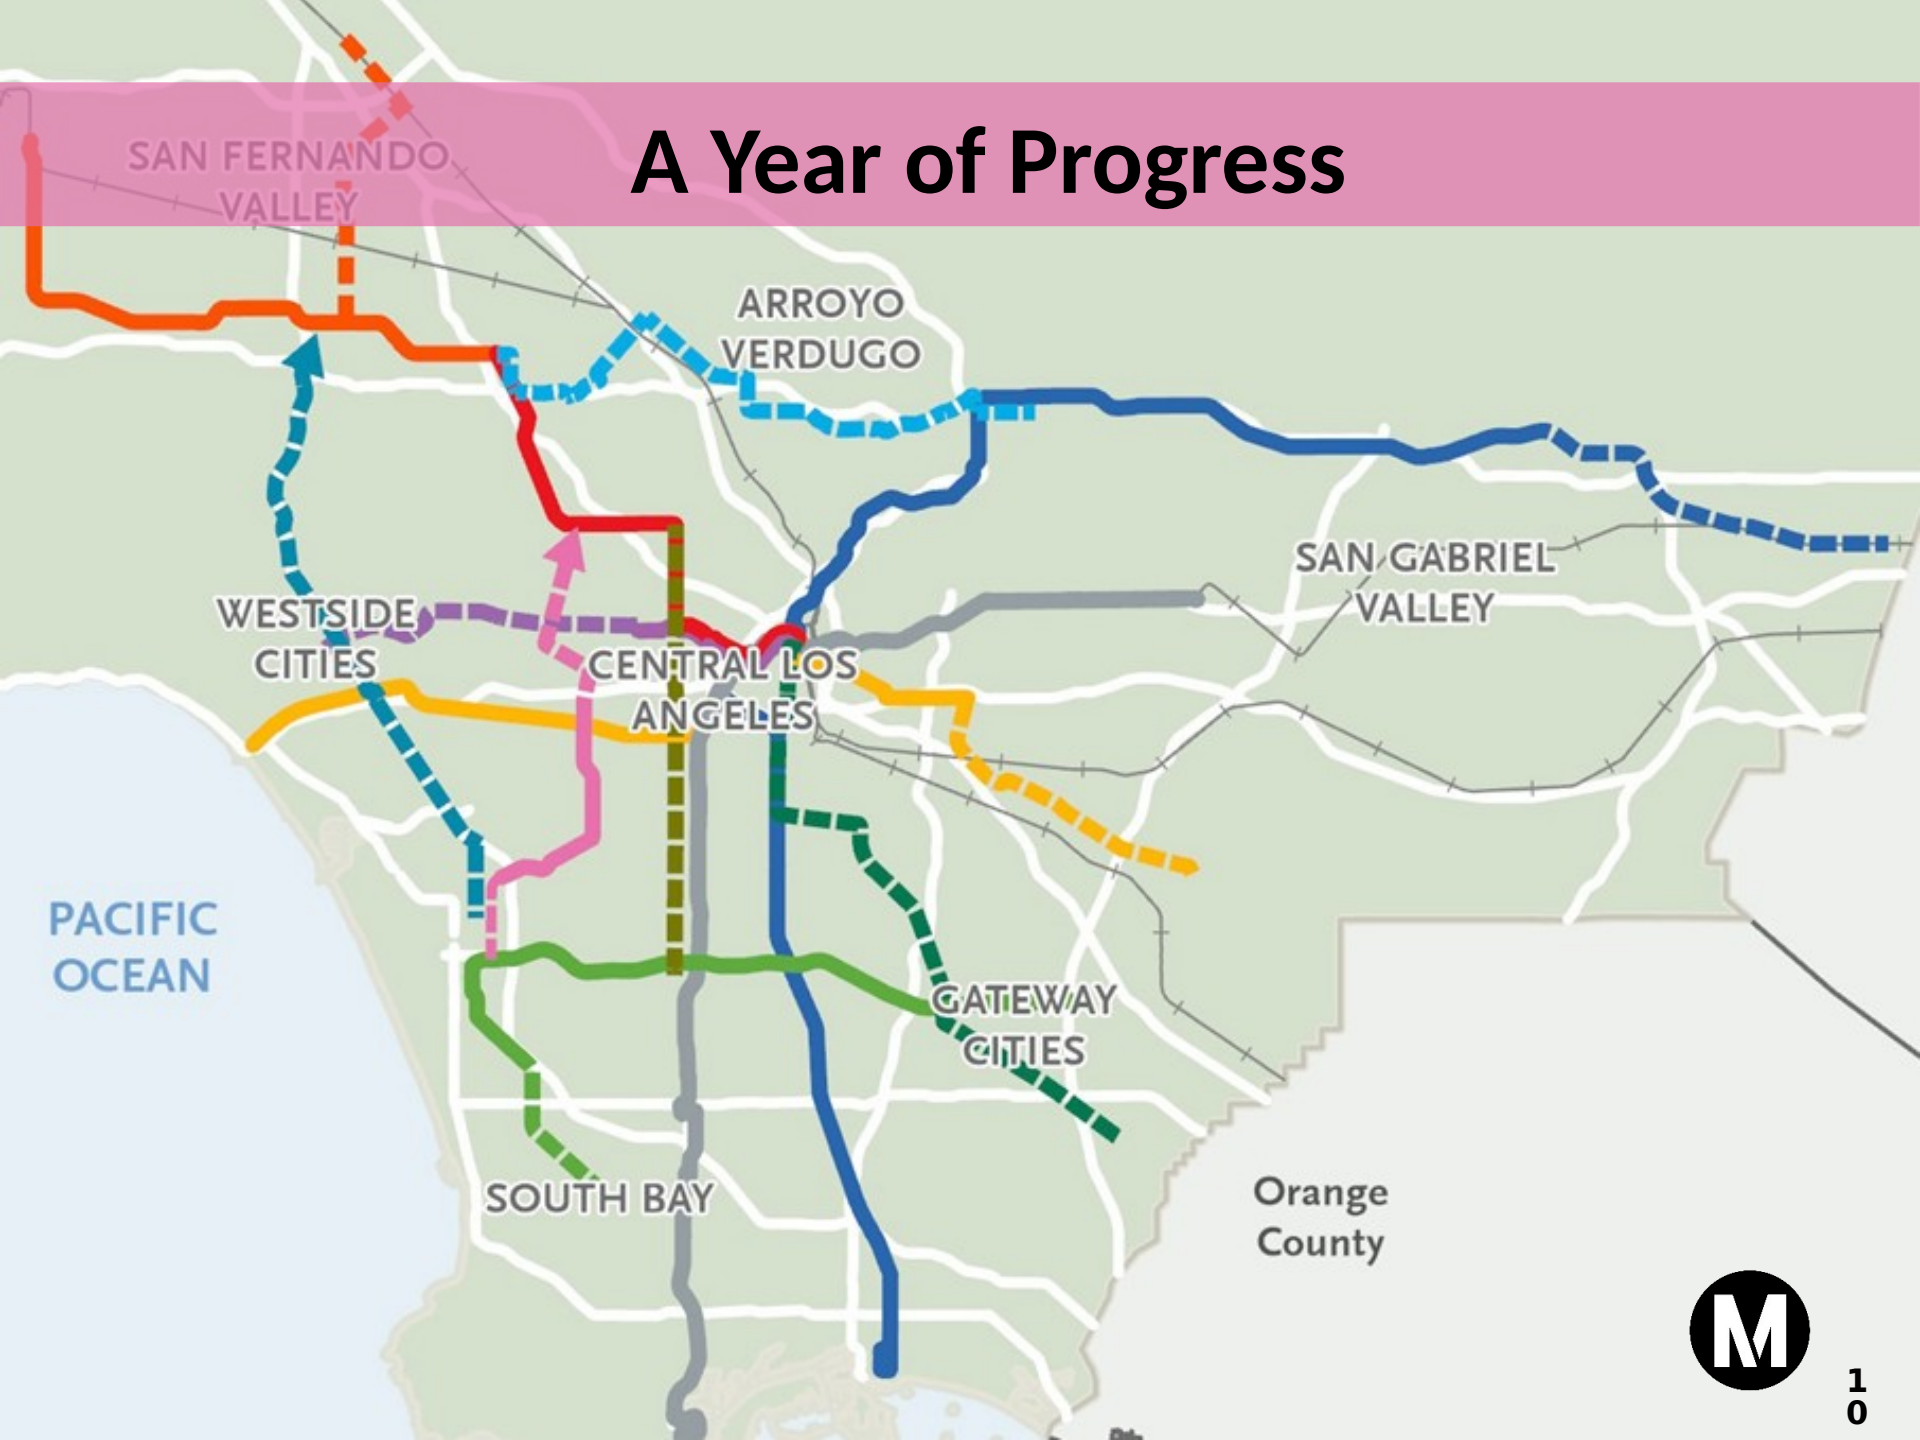 A Year of Progress
SAN FERNANDO
VALLEY
ARROYO
VERDUGO
SAN GABRIEL
VALLEY
WESTSIDE
CITIES
CENTRAL LOS
ANGELES
PACIFIC
OCEAN
GATEWAY
CITIES
SOUTH BAY
Orange
County
M
1
0